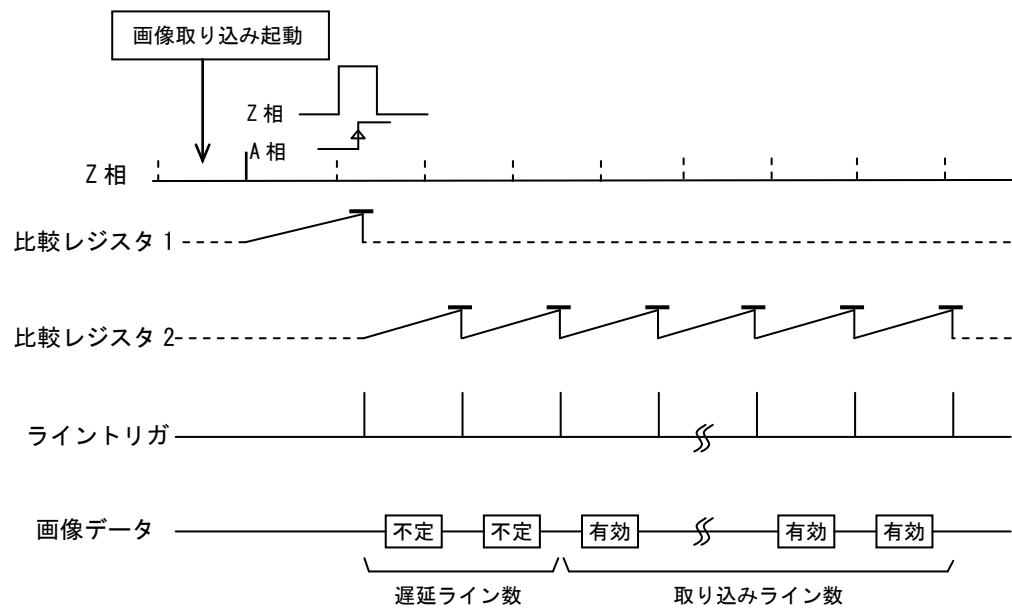 画像取り込み起動
Z 相
A 相
Z 相
比較レジスタ 1
比較レジスタ 2
ライントリガ
画像データ
不定 不定 有効 有効 有効
遅延ライン数 取り込みライン数